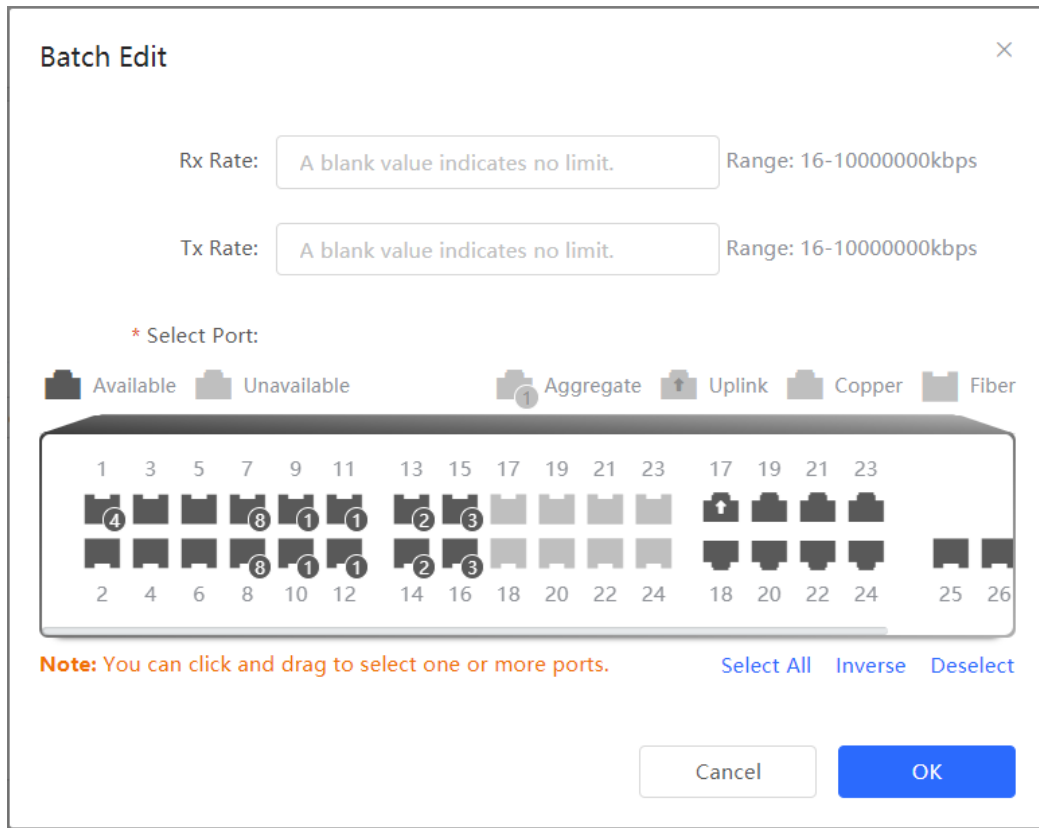 Batch Edit
Rx Rate: A blank value indicates no limit. Range: 16-10000000kbps
Tx Rate: A blank value indicates no limit. Range: 16-10000000kbps
* Select Port:
Available Unavailable 1 Aggregate Uplink Copper Fiber
1 3 5 7 9 11 13 15 17 19 21 23 17 19 21 23
4 8 1 1 2 3
8 1 1 2 3
2 4 6 8 10 12 14 16 18 20 22 24 18 20 22 24 25 26
Note: You can click and drag to select one or more ports. Select All Inverse Deselect
Cancel OK